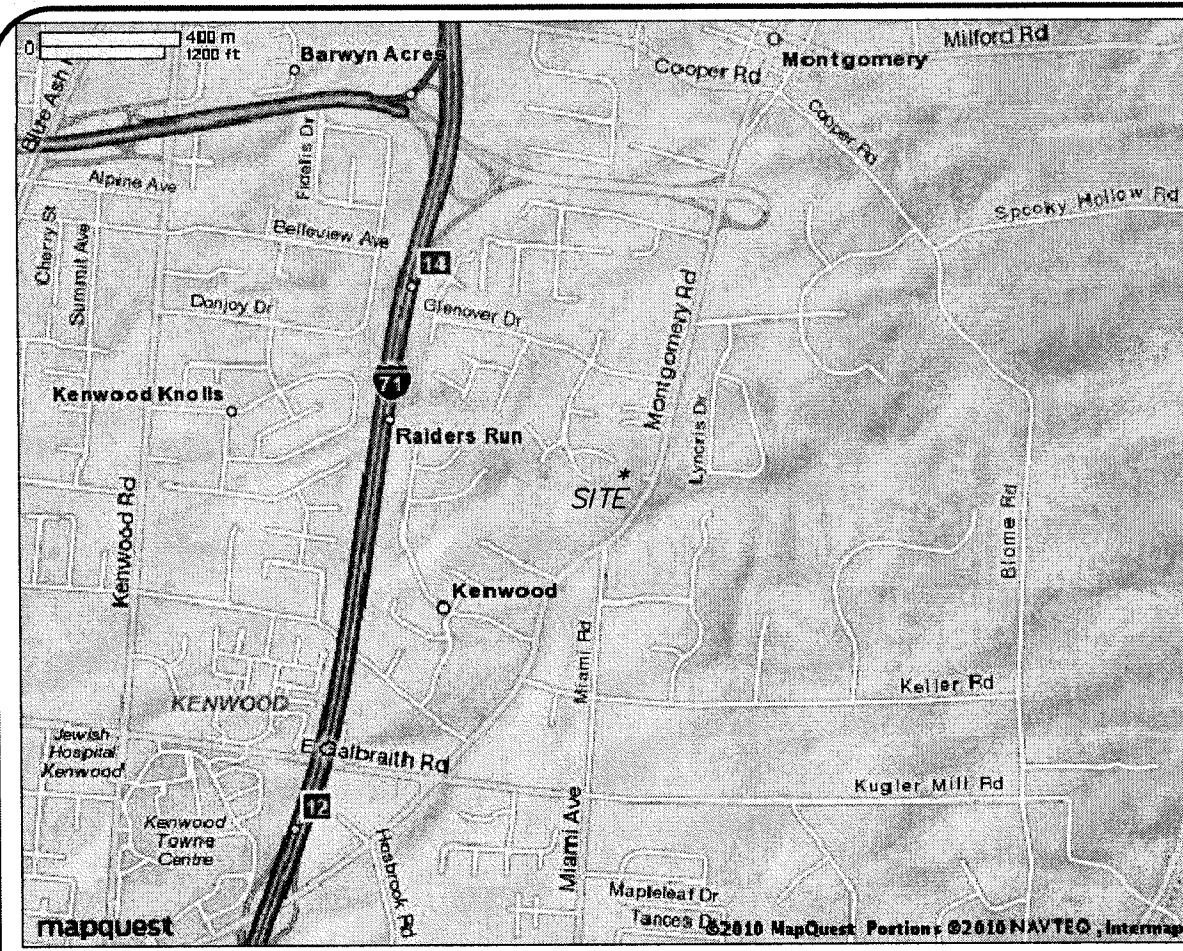 0
400 m
1200 ft
Barwyn Acres
Montgomery
Milford Rd
Cooper Rd
Blue Ash
Cooper Rd
Fidelis Dr
Alpine Ave
Spooky Hollow Rd
Cherry St
Summit Ave
Belleview Ave
14
Donjoy Dr
Glenover Dr
Montgomery Rd
71
Kenwood Knolls
Raiders Run
Lyncris Dr
SITE
*
Kenwood Rd
Blome Rd
Kenwood
Miami Rd
KENWOOD
Keller Rd
Jewish
Hospital
Kenwood
E Galbraith Rd
Kugler Mill Rd
12
Kenwood
Towne
Centre
Hosbrook Rd
Miami Ave
Mapleleaf Dr
mapquest
©2010 MapQuest Portions ©2010 NAVTEQ, Intermap